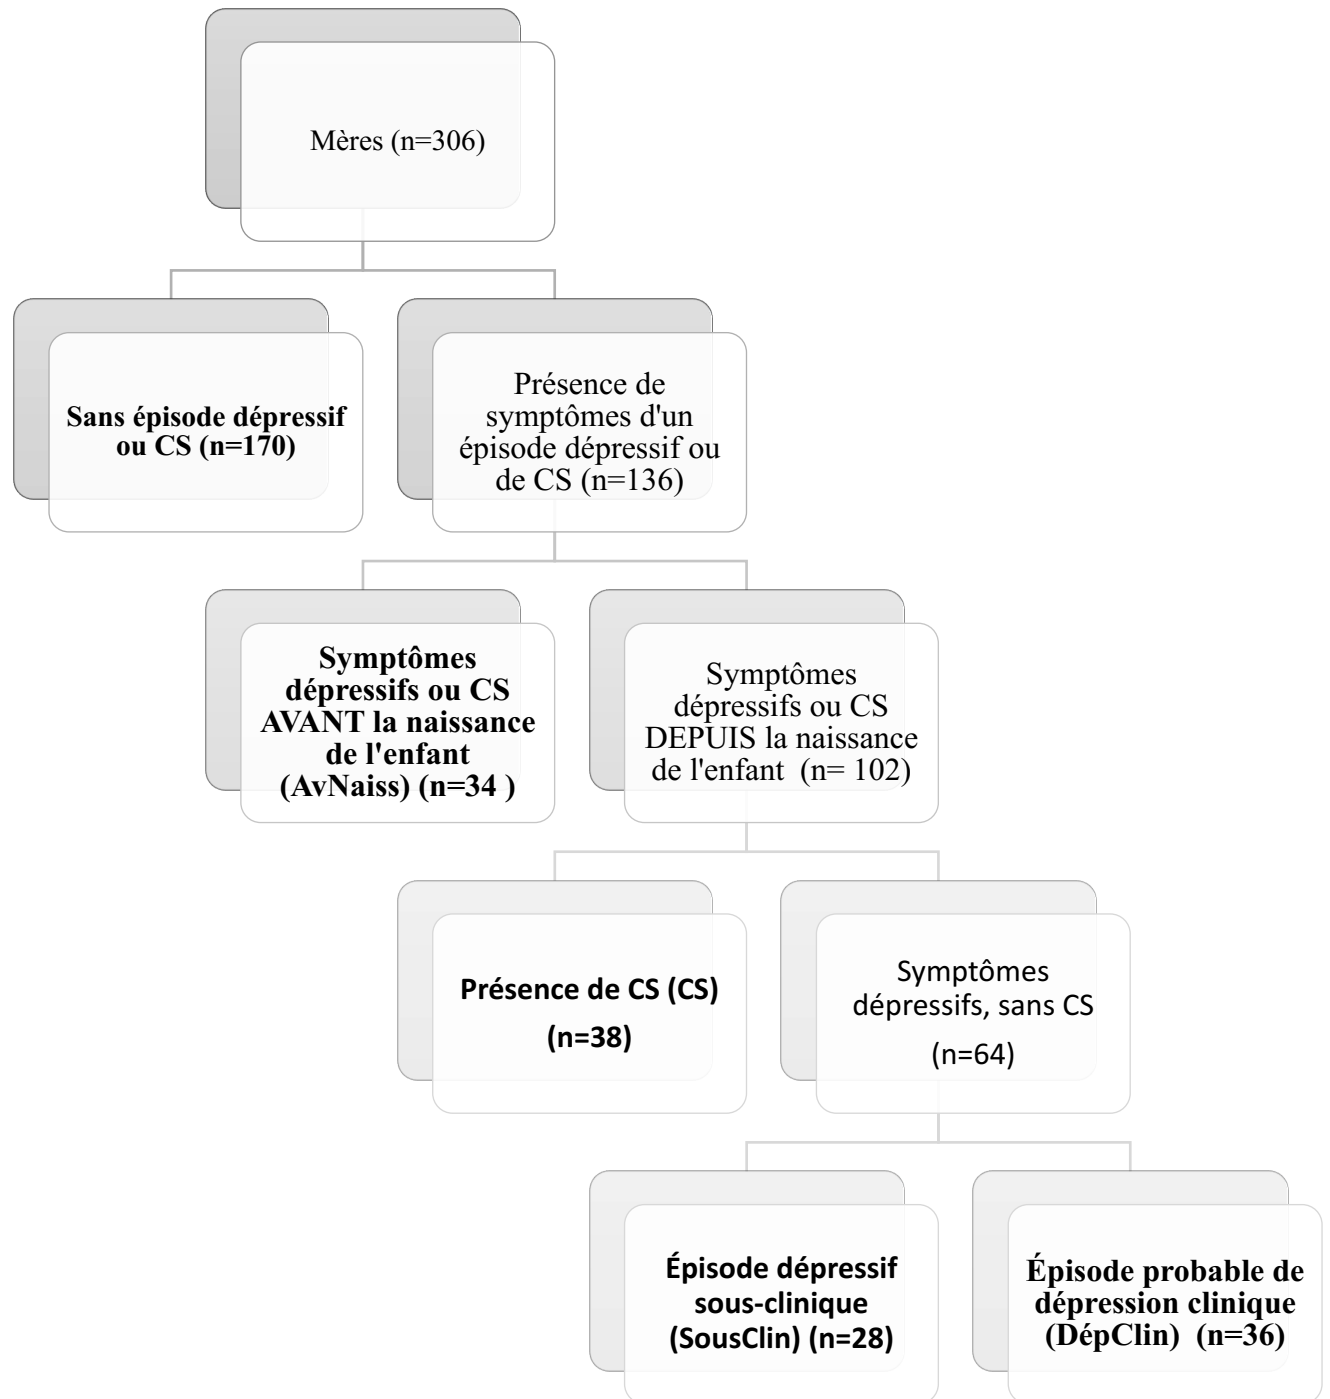 Mères (n=306)
Sans épisode dépressif
ou CS (n=170)
Présence de
symptômes d'un
épisode dépressif ou
de CS (n=136)
Symptômes
dépressifs ou CS
AVANT la naissance
de l'enfant
(AvNaiss) (n=34 )
Symptômes
dépressifs ou CS
DEPUIS la naissance
de l'enfant  (n= 102)
Présence de CS (CS)
(n=38)
Symptômes
dépressifs, sans CS
(n=64)
Épisode dépressif
sous-clinique
(SousClin) (n=28)
Épisode probable de
dépression clinique
(DépClin)  (n=36)